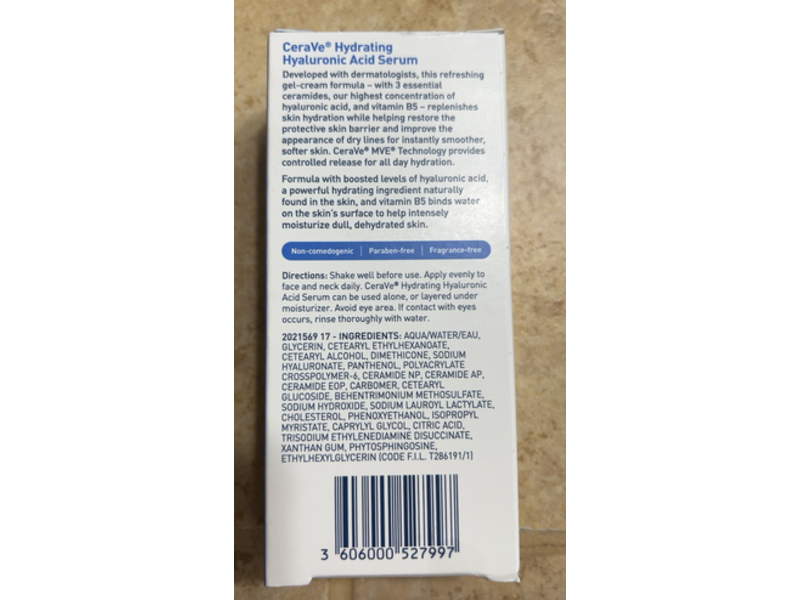 CeraVe® Hydrating
Hyaluronic Acid Serum
Developed with dermatologists, this refreshing
gel-cream formula – with 3 essential
ceramides, our highest concentration of
hyaluronic acid, and vitamin B5 – replenishes
skin hydration while helping restore the
protective skin barrier and improve the
appearance of dry lines for instantly smoother,
softer skin. CeraVe® MVE® Technology provides
controlled release for all day hydration.
Formula with boosted levels of hyaluronic acid,
a powerful hydrating ingredient naturally
found in the skin, and vitamin B5 binds water
on the skin's surface to help intensely
moisturize dull, dehydrated skin.
Non-comedogenic | Paraben-free | Fragrance-free
Directions: Shake well before use. Apply evenly to
face and neck daily. CeraVe® Hydrating Hyaluronic
Acid Serum can be used alone, or layered under
moisturizer. Avoid eye area. If contact with eyes
occurs, rinse thoroughly with water.
2021569 17 - INGREDIENTS: AQUA/WATER/EAU,
GLYCERIN, CETEARYL ETHYLHEXANOATE,
CETEARYL ALCOHOL, DIMETHICONE, SODIUM
HYALURONATE, PANTHENOL, POLYACRYLATE
CROSSPOLYMER-6, CERAMIDE NP, CERAMIDE AP,
CERAMIDE EOP, CARBOMER, CETEARYL
GLUCOSIDE, BEHENTRIMONIUM METHOSULFATE,
SODIUM HYDROXIDE, SODIUM LAUROYL LACTYLATE,
CHOLESTEROL, PHENOXYETHANOL, ISOPROPYL
MYRISTATE, CAPRYLYL GLYCOL, CITRIC ACID,
TRISODIUM ETHYLENEDIAMINE DISUCCINATE,
XANTHAN GUM, PHYTOSPHINGOSINE,
ETHYLHEXYLGLYCERIN (CODE F.I.L. T286191/1)
3 606000 527997